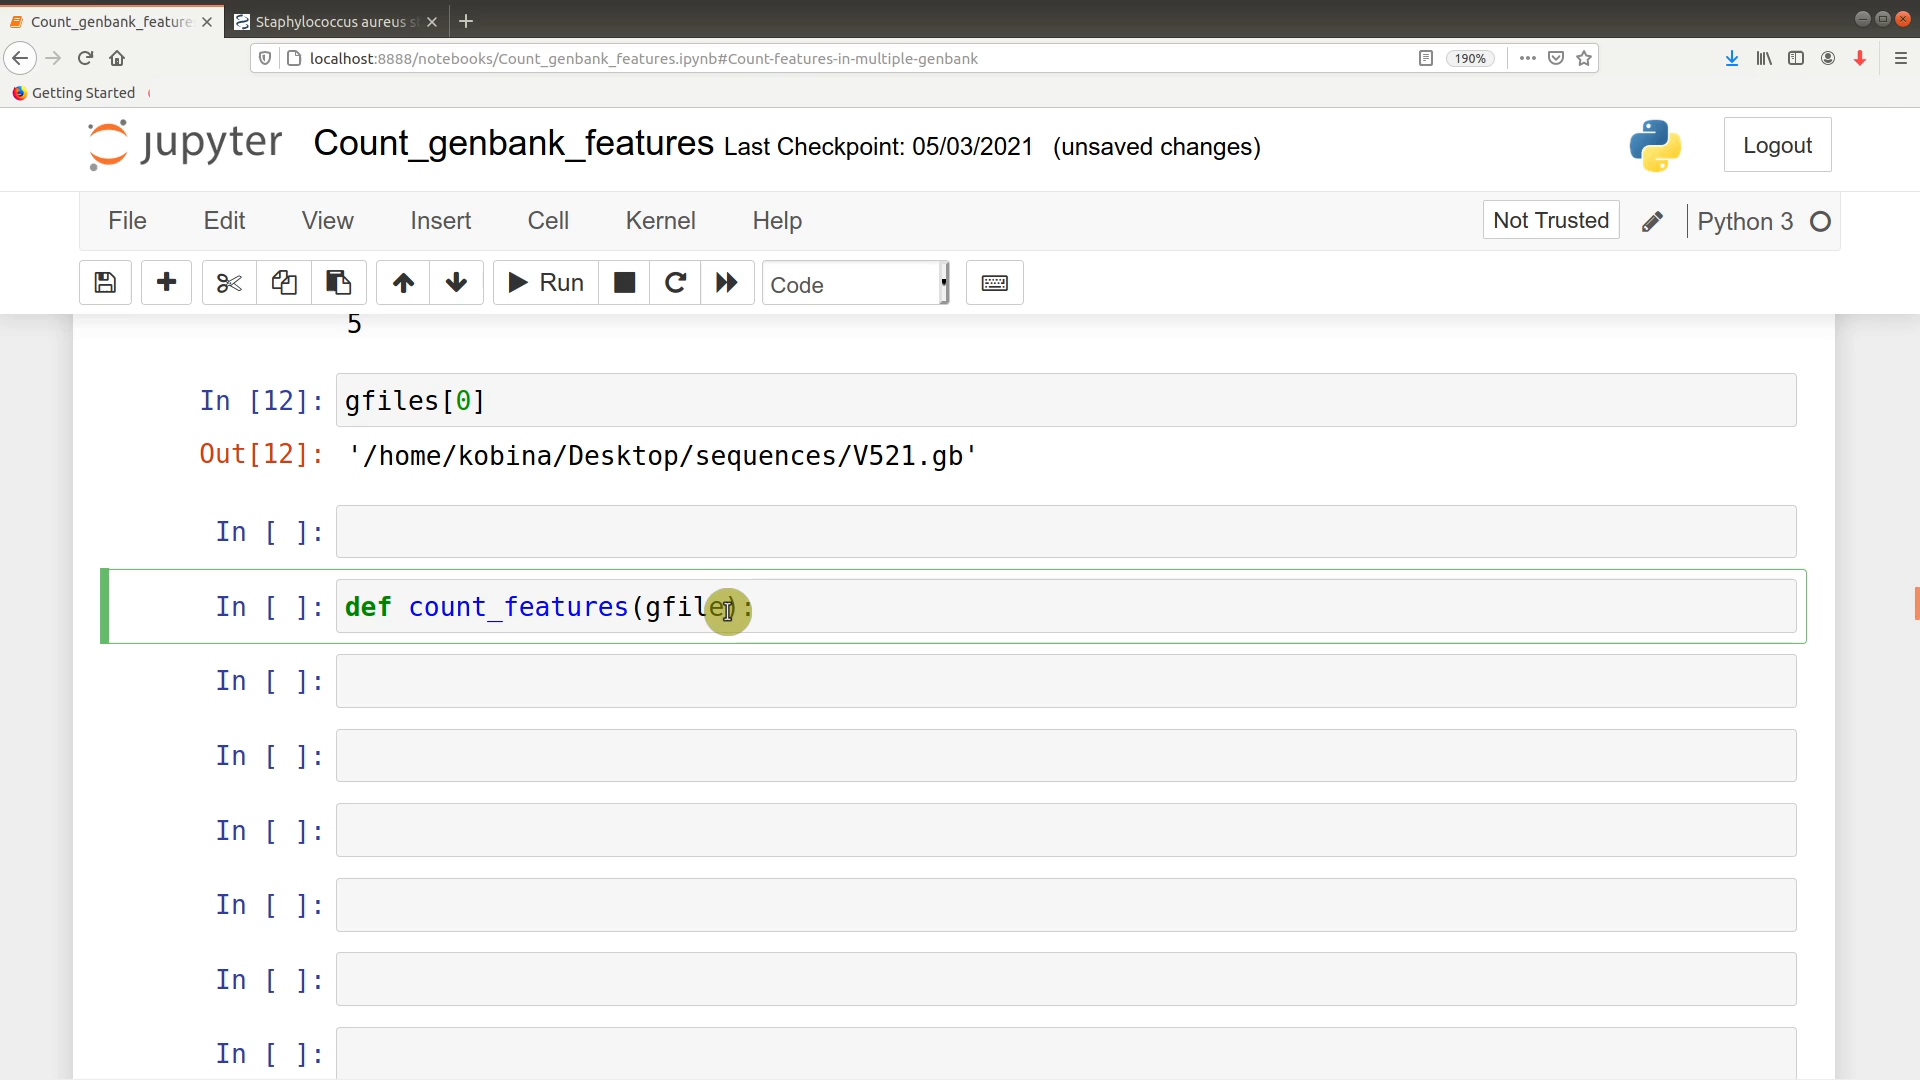 Count_genbank_feature
Staphylococcus aureus s
localhost:8888/notebooks/Count_genbank_features.ipynb#Count-features-in-multiple-genbank
190%
Getting Started
jupyter
Count_genbank_features Last Checkpoint: 05/03/2021 (unsaved changes)
Logout
File Edit View Insert Cell Kernel Help
Not Trusted
Python 3
Run
Code
5
In [12]: gfiles[0]
Out[12]: '/home/kobina/Desktop/sequences/V521.gb'
In [ ]:
In [ ]: def count_features(gfile):
In [ ]:
In [ ]:
In [ ]:
In [ ]:
In [ ]:
In [ ]: